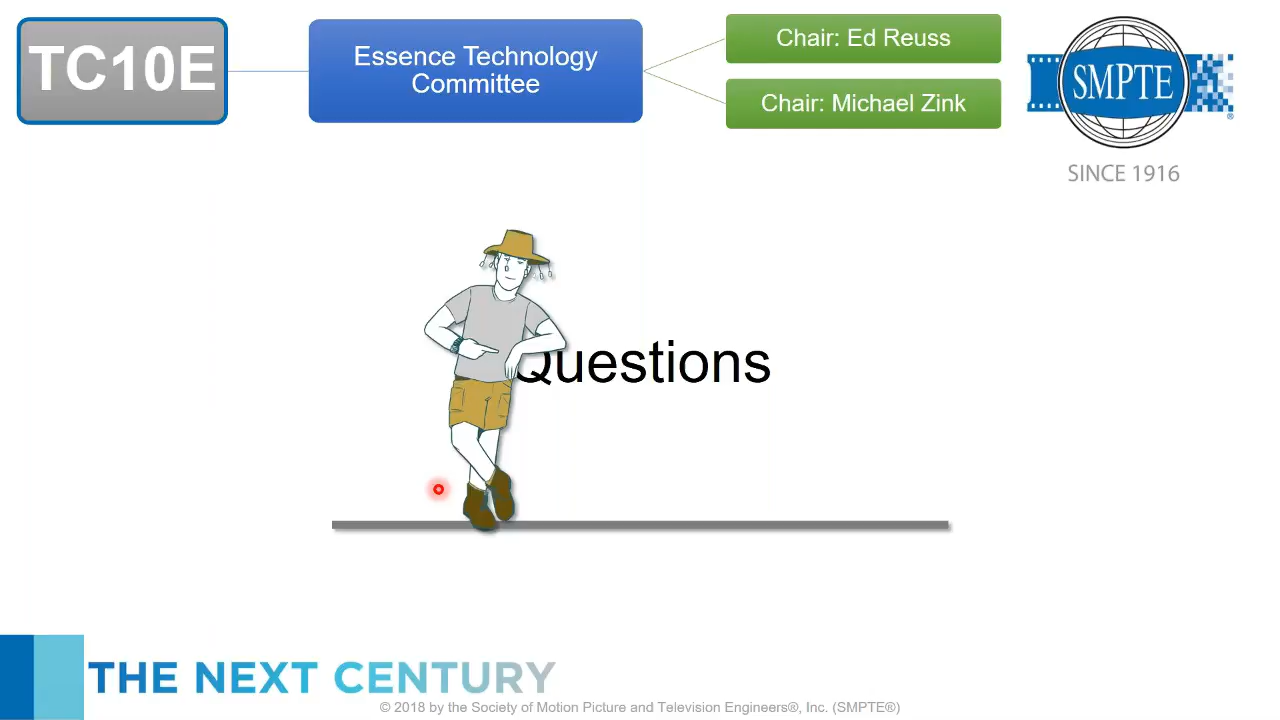 TC10E
Essence Technology
Committee
Chair: Ed Reuss
Chair: Michael Zink
SMPTE
®
SINCE 1916
Questions
THE NEXT CENTURY
© 2018 by the Society of Motion Picture and Television Engineers®, Inc. (SMPTE®)